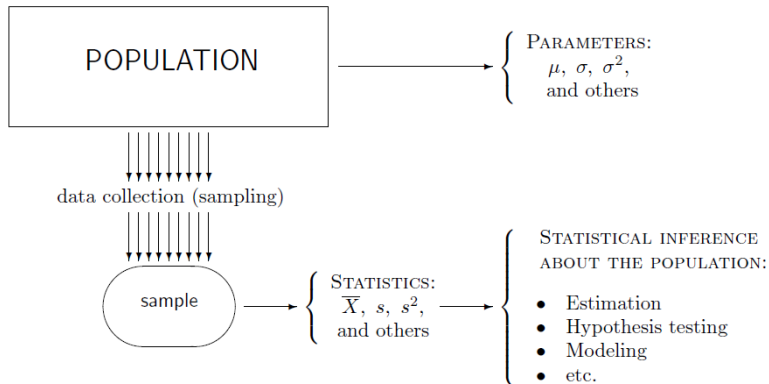 POPULATION
PARAMETERS:
μ, σ, σ²,
and others
data collection (sampling)
sample
STATISTICS:
X̅, s, s²,
and others
STATISTICAL INFERENCE
ABOUT THE POPULATION:
• Estimation
• Hypothesis testing
• Modeling
• etc.